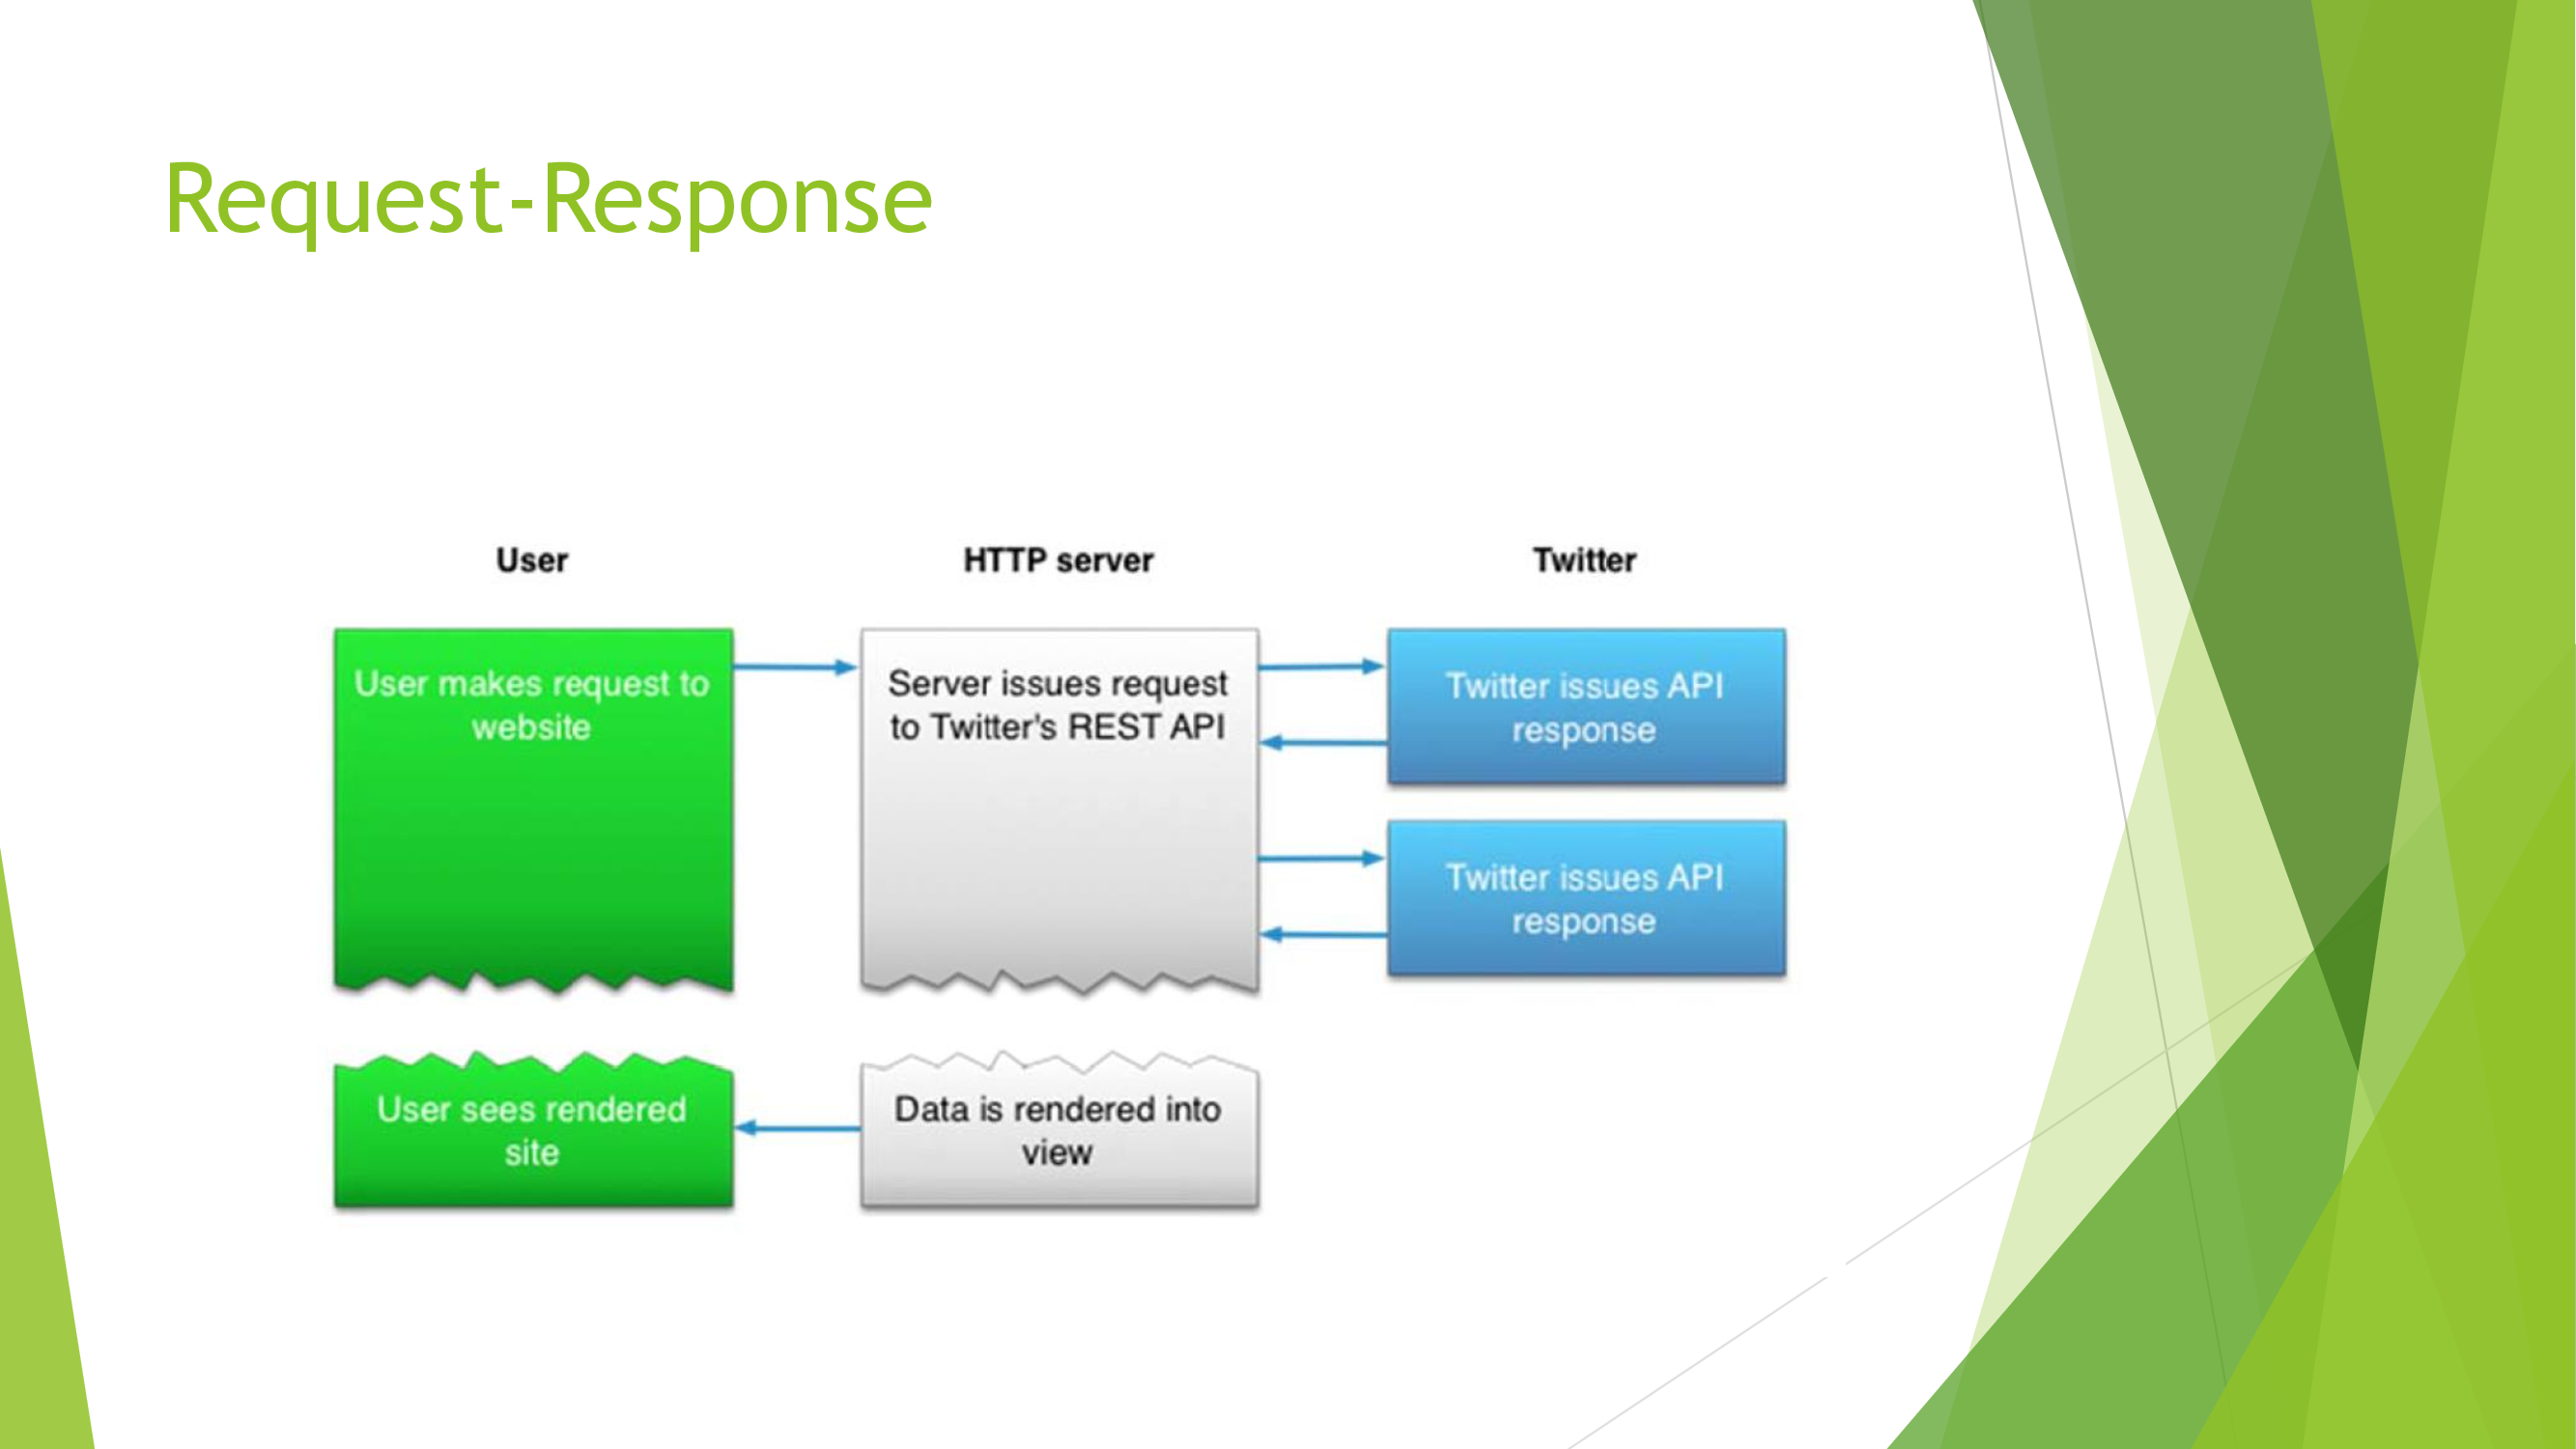 Request-Response
User
HTTP server
Twitter
User makes request to
website
Server issues request
to Twitter's REST API
Twitter issues API
response
Twitter issues API
response
User sees rendered
site
Data is rendered into
view